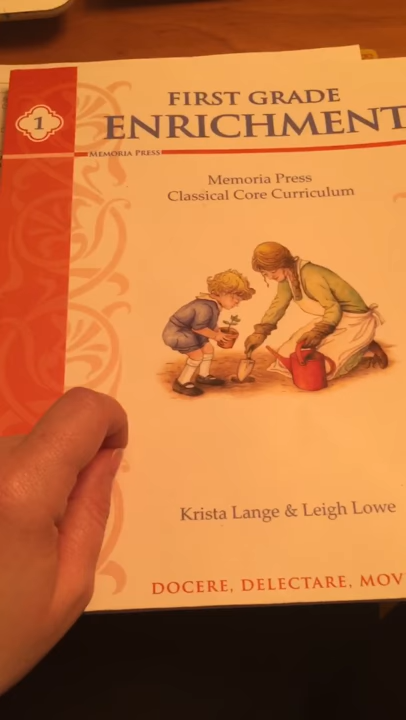 1
FIRST GRADE
ENRICHMENT
MEMORIA PRESS
Memoria Press
Classical Core Curriculum
Krista Lange & Leigh Lowe
DOCERE, DELECTARE, MOV